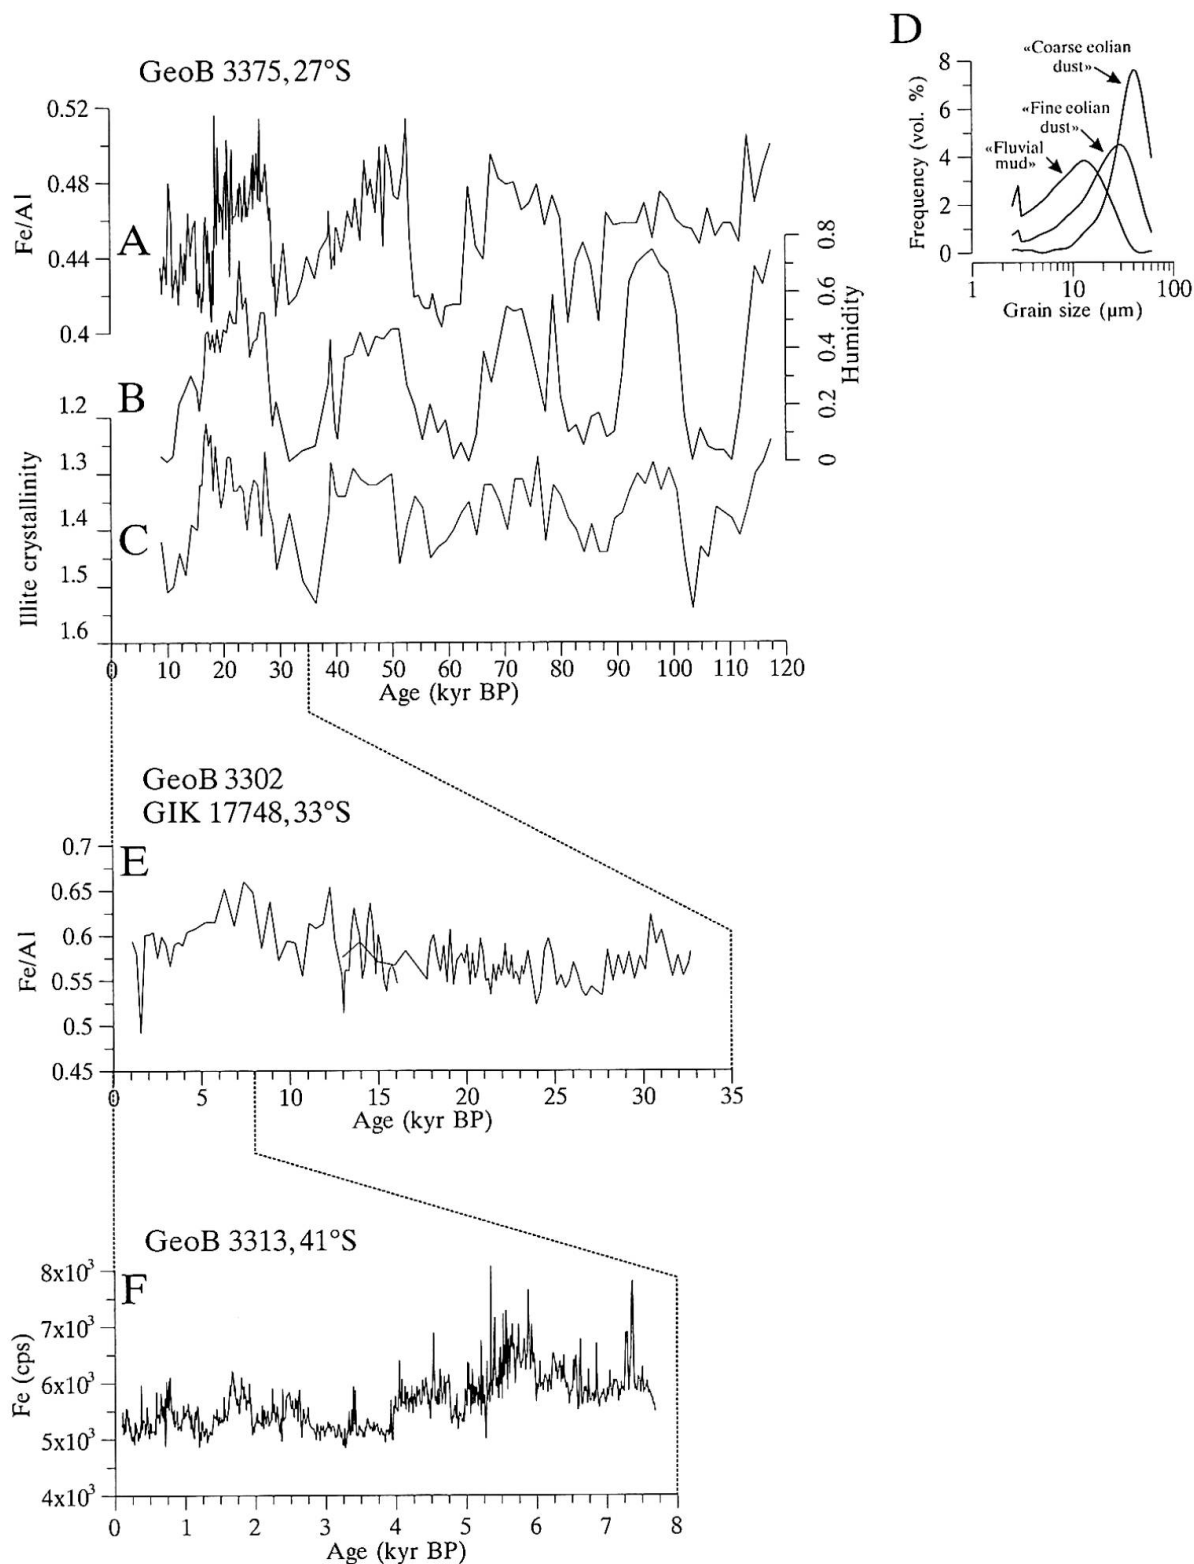 D
GeoB 3375, 27°S
«Coarse eolian
dust»
«Fine eolian
dust»
«Fluvial
mud»
Frequency (vol. %)
8
6
4
2
0
1
10
100
Grain size (µm)
Fe/Al
0.52
0.48
0.44
0.4
A
Humidity
0.8
0.6
0.4
0.2
0
B
Illite crystallinity
1.2
1.3
1.4
1.5
1.6
C
0 10 20 30 40 50 60 70 80 90 100 110 120
Age (kyr BP)
GeoB 3302
GIK 17748, 33°S
E
Fe/Al
0.7
0.65
0.6
0.55
0.5
0.45
0 5 10 15 20 25 30 35
Age (kyr BP)
GeoB 3313, 41°S
F
Fe (cps)
8x10³
7x10³
6x10³
5x10³
4x10³
0 1 2 3 4 5 6 7 8
Age (kyr BP)